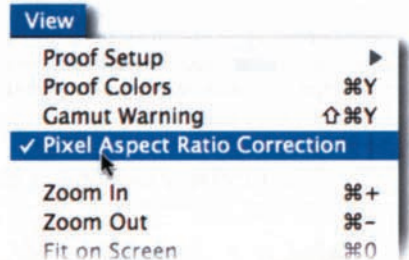 View
Proof Setup ▶
Proof Colors ⌘Y
Gamut Warning ⇧⌘Y
✓ Pixel Aspect Ratio Correction
Zoom In ⌘+
Zoom Out ⌘-
Fit on Screen ⌘0